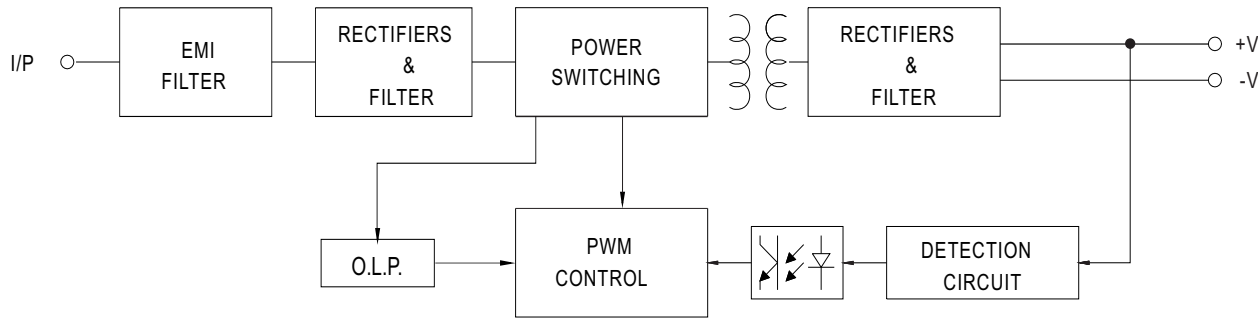 I/P
EMI
FILTER
RECTIFIERS
&
FILTER
POWER
SWITCHING
RECTIFIERS
&
FILTER
+V
-V
O.L.P.
PWM
CONTROL
DETECTION
CIRCUIT